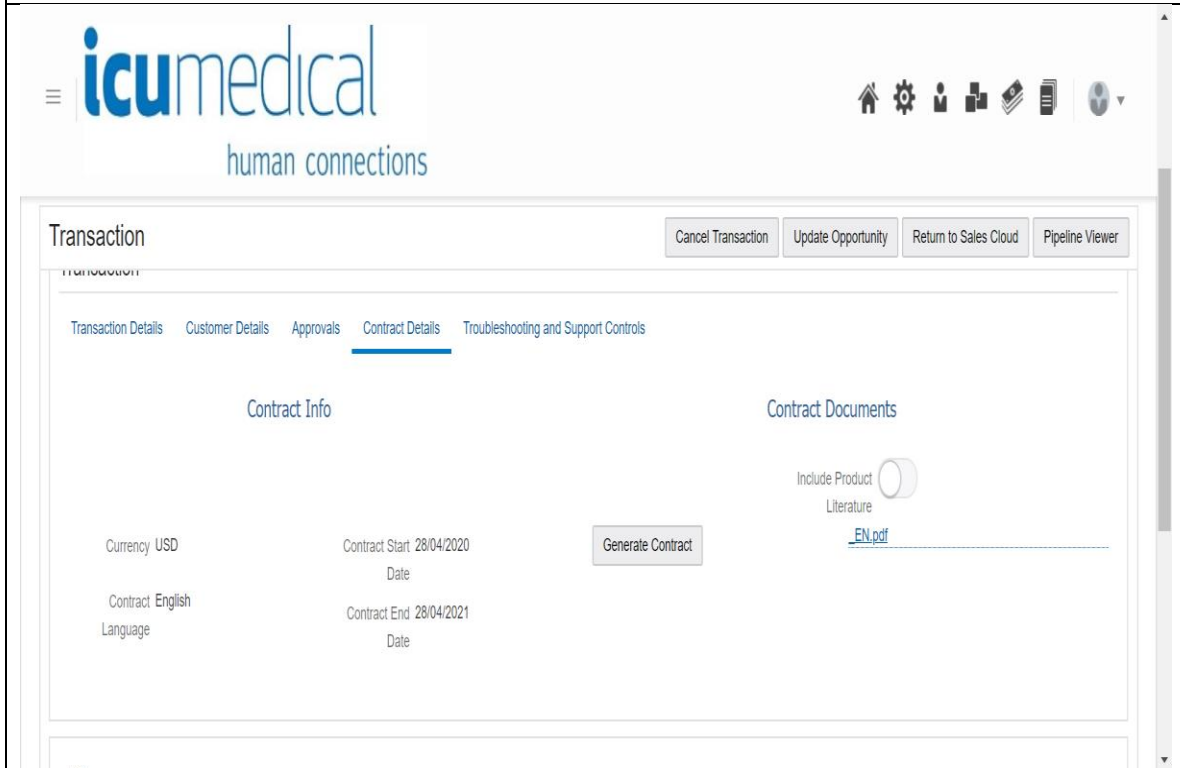 icumedical
human connections
Transaction
Cancel Transaction
Update Opportunity
Return to Sales Cloud
Pipeline Viewer
Transaction
Transaction Details Customer Details Approvals Contract Details Troubleshooting and Support Controls
Contract Info
Contract Documents
Include Product
Literature
_EN.pdf
Currency USD
Contract Start 28/04/2020
Date
Generate Contract
Contract English
Language
Contract End 28/04/2021
Date